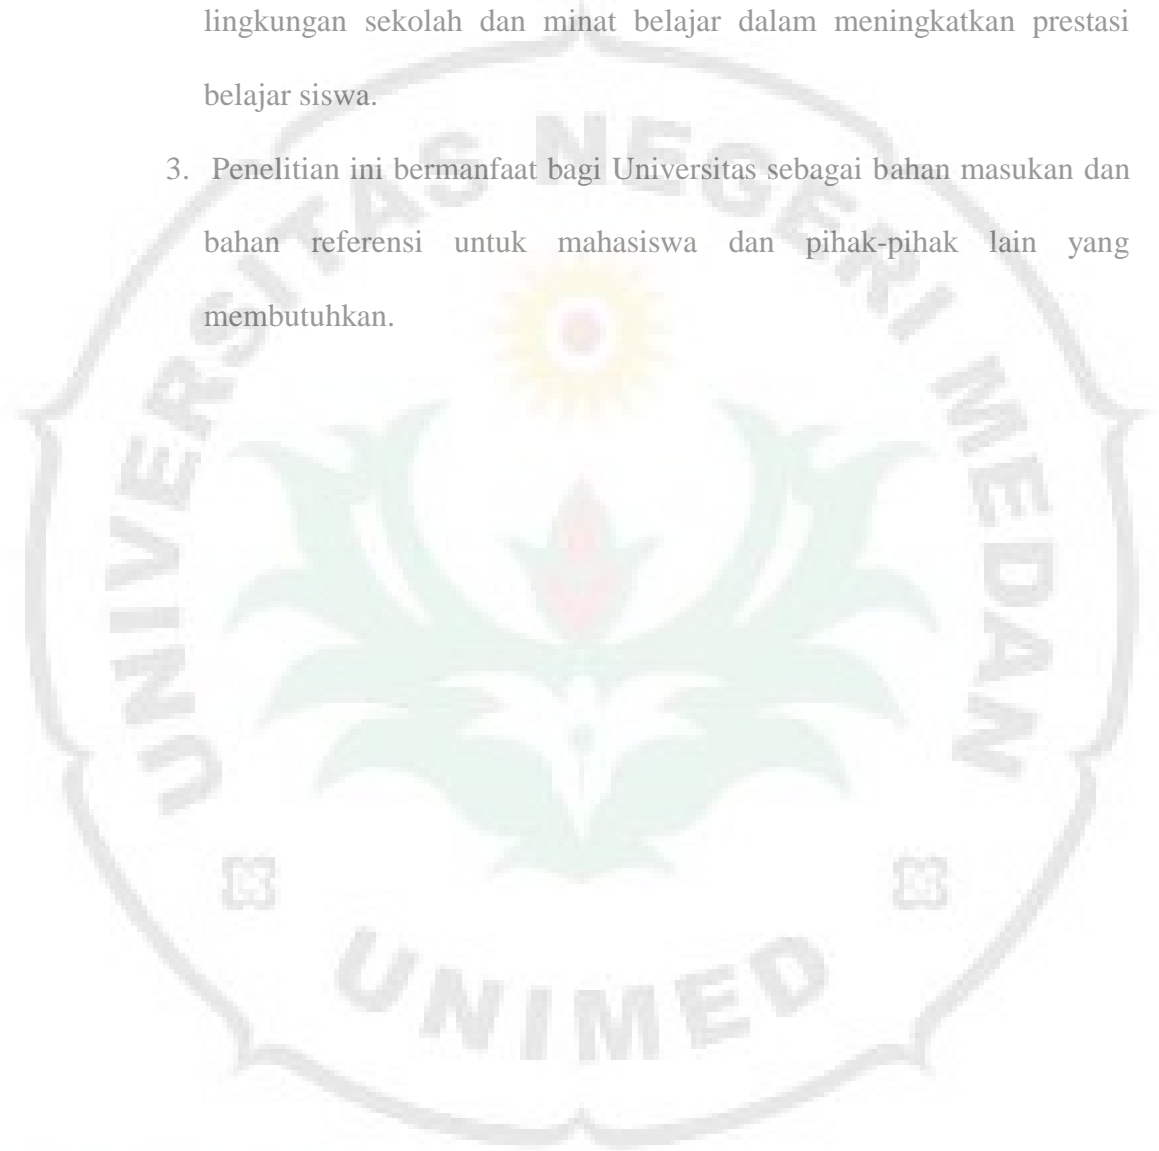 lingkungan sekolah dan minat belajar dalam meningkatkan prestasi
belajar siswa.
3. Penelitian ini bermanfaat bagi Universitas sebagai bahan masukan dan
bahan referensi untuk mahasiswa dan pihak-pihak lain yang
membutuhkan.
UNIVERSITAS NEGERI MEDAN
UNIMED